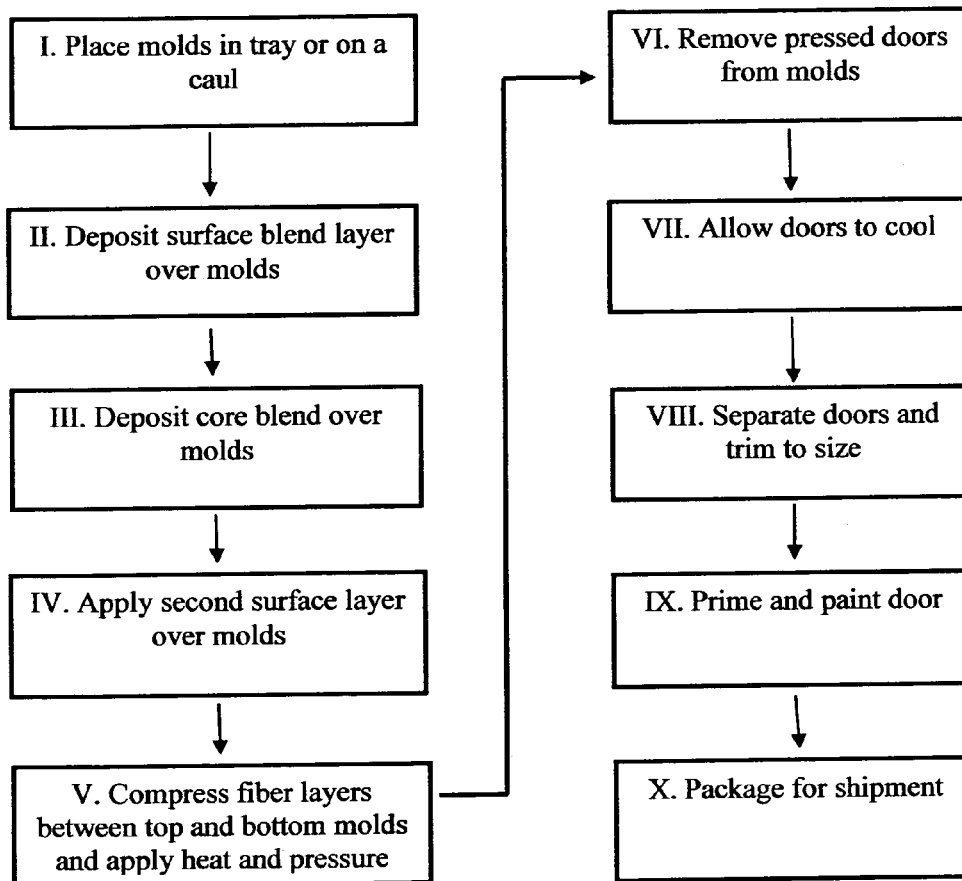 I. Place molds in tray or on a
caul
II. Deposit surface blend layer
over molds
III. Deposit core blend over
molds
IV. Apply second surface layer
over molds
V. Compress fiber layers
between top and bottom molds
and apply heat and pressure
VI. Remove pressed doors
from molds
VII. Allow doors to cool
VIII. Separate doors and
trim to size
IX. Prime and paint door
X. Package for shipment